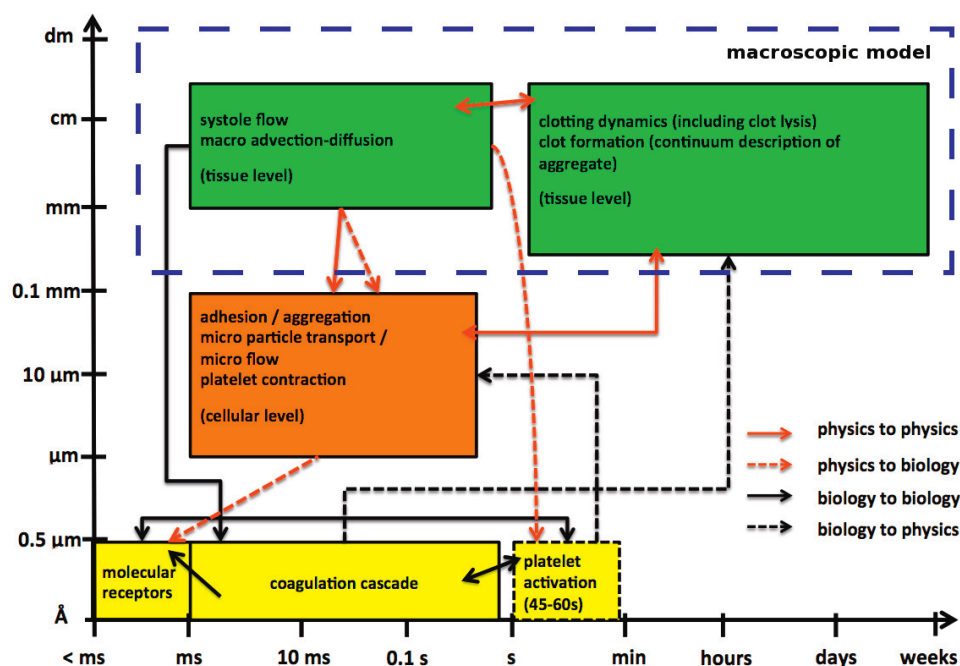 dm
macroscopic model
cm
systole flow
macro advection-diffusion
(tissue level)
clotting dynamics (including clot lysis)
clot formation (continuum description of
aggregate)
(tissue level)
mm
0.1 mm
adhesion / aggregation
micro particle transport /
micro flow
platelet contraction
(cellular level)
10 µm
µm
physics to physics
physics to biology
biology to biology
biology to physics
0.5 µm
molecular
receptors
coagulation cascade
platelet
activation
(45-60s)
Å
< ms
ms
10 ms
0.1 s
s
min
hours
days
weeks